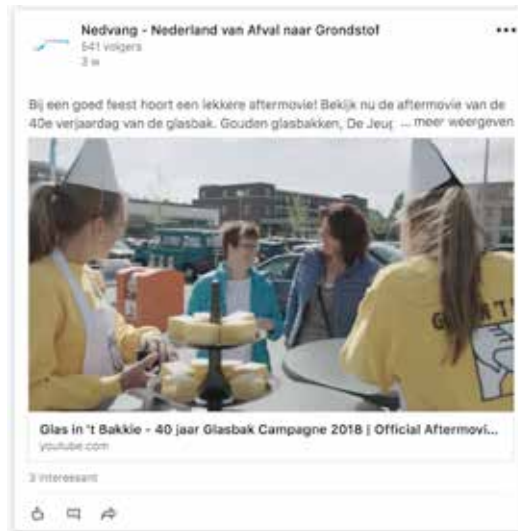 Nedvang - Nederland van Afval naar Grondstof
541 volgers
3 w
Bij een goed feest hoort een lekkere aftermovie! Bekijk nu de aftermovie van de
40e verjaardag van de glasbak. Gouden glasbakken, De Jeug ... meer weergeven
IN 'T
Glas in 't Bakkie - 40 jaar Glasbak Campagne 2018 | Official Aftermovi...
youtube.com
3 interessant